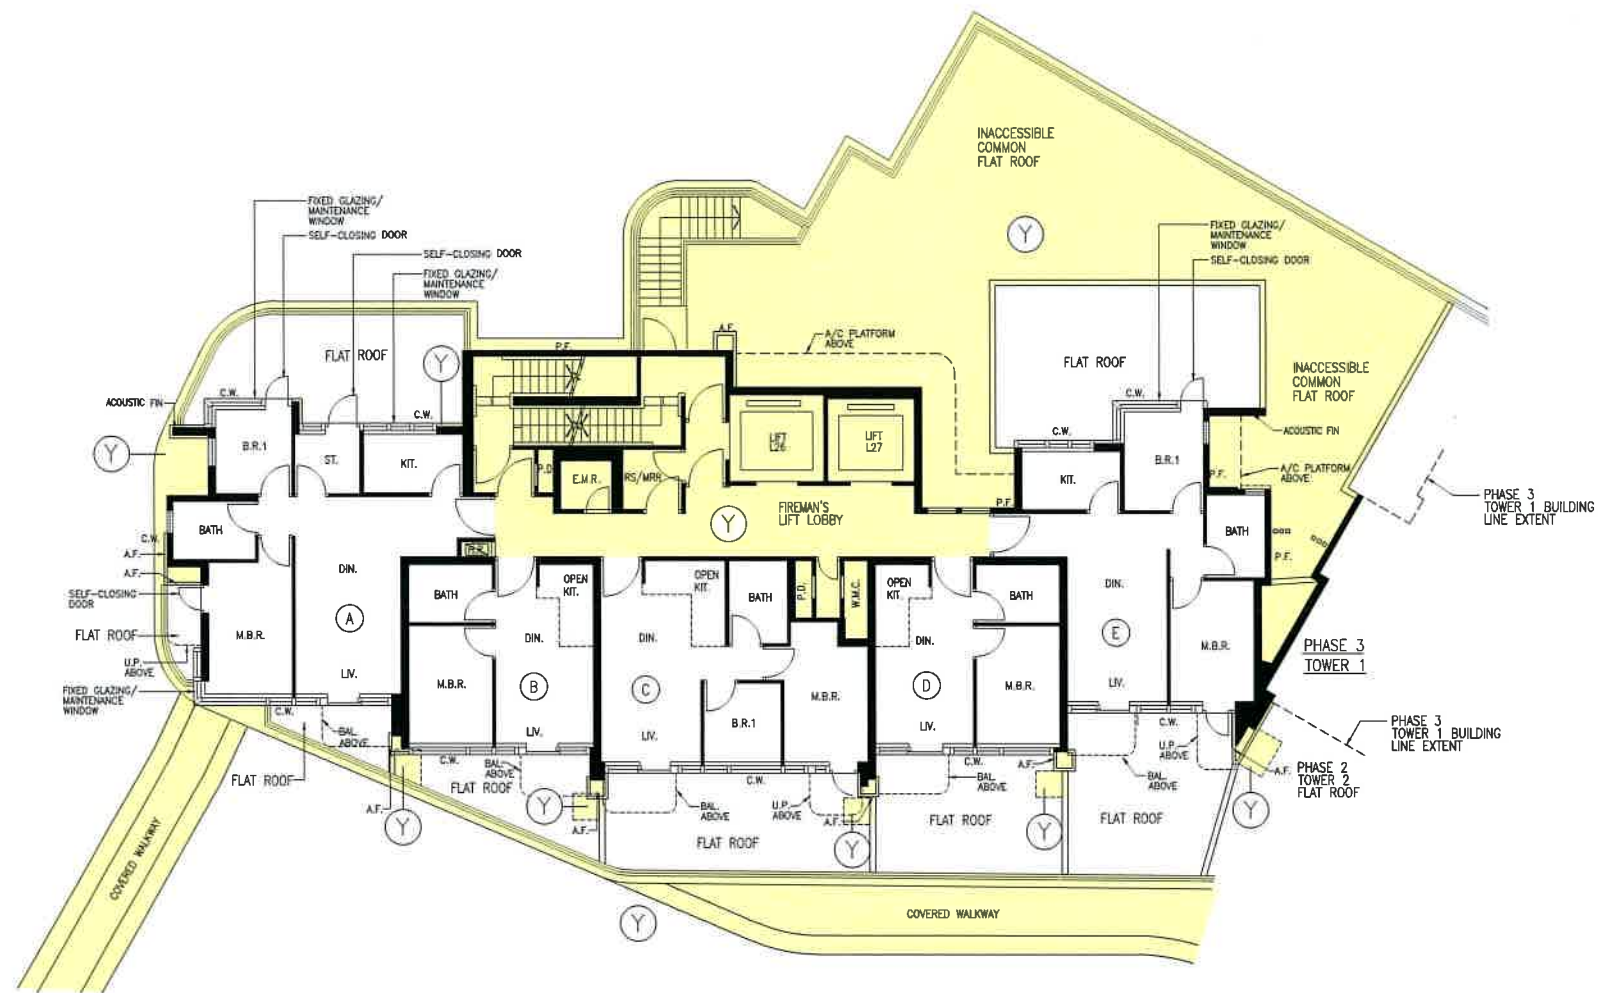 INACCESSIBLE
COMMON
FLAT ROOF
Y
FIXED GLAZING/
MAINTENANCE
WINDOW
SELF-CLOSING DOOR
SELF-CLOSING DOOR
FIXED GLAZING/
MAINTENANCE
WINDOW
FIXED GLAZING/
MAINTENANCE
WINDOW
SELF-CLOSING DOOR
FLAT ROOF
Y
P.F.
A.F.
A/C PLATFORM
ABOVE
FLAT ROOF
INACCESSIBLE
COMMON
FLAT ROOF
ACOUSTIC FIN
C.W.
C.W.
C.W.
C.W.
ACOUSTIC FIN
Y
B.R.1
ST.
KIT.
P.D.
E.M.R.
RS/MRR
LIFT
L26
LIFT
L27
KIT.
B.R.1
P.F.
A/C PLATFORM
ABOVE
PHASE 3
TOWER 1 BUILDING
LINE EXTENT
P.F.
FIREMAN'S
LIFT LOBBY
Y
BATH
C.W.
A.F.
A.F.
BATH
P.F.
SELF-CLOSING
DOOR
FLAT ROOF
U.P.
ABOVE
FIXED GLAZING/
MAINTENANCE
WINDOW
M.B.R.
DIN.
A
LIV.
BATH
OPEN
KIT.
DIN.
M.B.R.
B
LIV.
OPEN
KIT.
BATH
DIN.
C
LIV.
B.R.1
M.B.R.
P.D.
W.M.C.
OPEN
KIT.
BATH
DIN.
D
M.B.R.
LIV.
DIN.
E
LIV.
M.B.R.
PHASE 3
TOWER 1
C.W.
BAL.
ABOVE
FLAT ROOF
A.F.
Y
C.W.
BAL.
ABOVE
FLAT ROOF
Y
A.F.
C.W.
BAL.
ABOVE
U.P.
ABOVE
A.F.
Y
FLAT ROOF
C.W.
BAL.
ABOVE
A.F.
Y
FLAT ROOF
C.W.
U.P.
ABOVE
BAL.
ABOVE
FLAT ROOF
A.F.
Y
PHASE 3
TOWER 1 BUILDING
LINE EXTENT
PHASE 2
TOWER 2
FLAT ROOF
COVERED WALKWAY
Y
COVERED WALKWAY